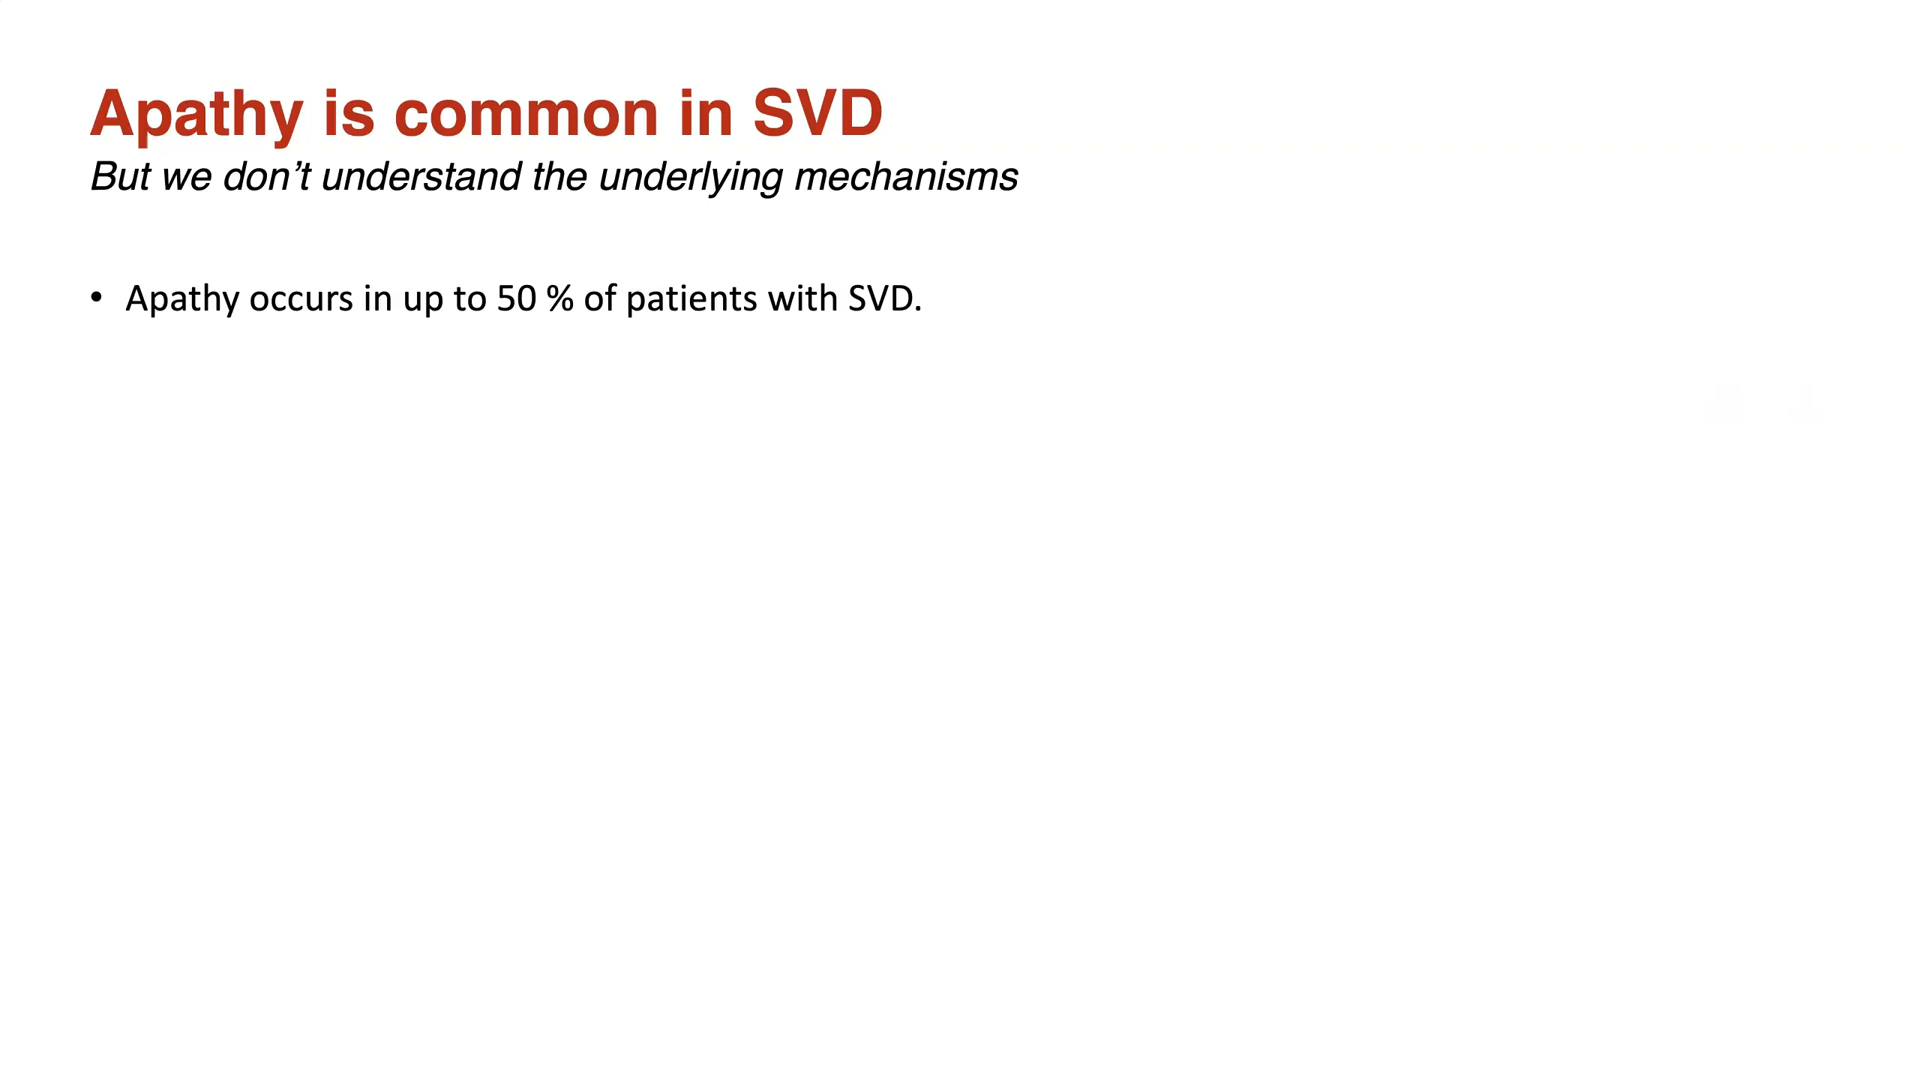 Apathy is common in SVD
But we don’t understand the underlying mechanisms
• Apathy occurs in up to 50 % of patients with SVD.